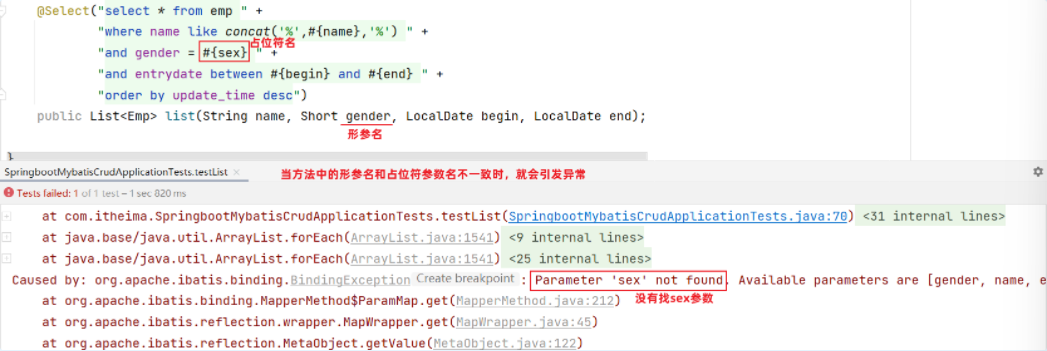 @Select("select * from emp " +
"where name like concat('%',#{name},'%') " +
占位符名
"and gender = #{sex} " +
"and entrydate between #{begin} and #{end} " +
"order by update_time desc")
public List<Emp> list(String name, Short gender, LocalDate begin, LocalDate end);
形参名
}
SpringbootMybatisCrudApplicationTests.testList ×
当方法中的形参名和占位符参数名不一致时，就会引发异常
Tests failed: 1 of 1 test – 1 sec 820 ms
at com.itheima.SpringbootMybatisCrudApplicationTests.testList(SpringbootMybatisCrudApplicationTests.java:70) <31 internal lines>
at java.base/java.util.ArrayList.forEach(ArrayList.java:1541) <9 internal lines>
at java.base/java.util.ArrayList.forEach(ArrayList.java:1541) <25 internal lines>
Caused by: org.apache.ibatis.binding.BindingException Create breakpoint : Parameter 'sex' not found. Available parameters are [gender, name, e
at org.apache.ibatis.binding.MapperMethod$ParamMap.get(MapperMethod.java:212)
没有找sex参数
at org.apache.ibatis.reflection.wrapper.MapWrapper.get(MapWrapper.java:45)
at org.apache.ibatis.reflection.MetaObject.getValue(MetaObject.java:122)